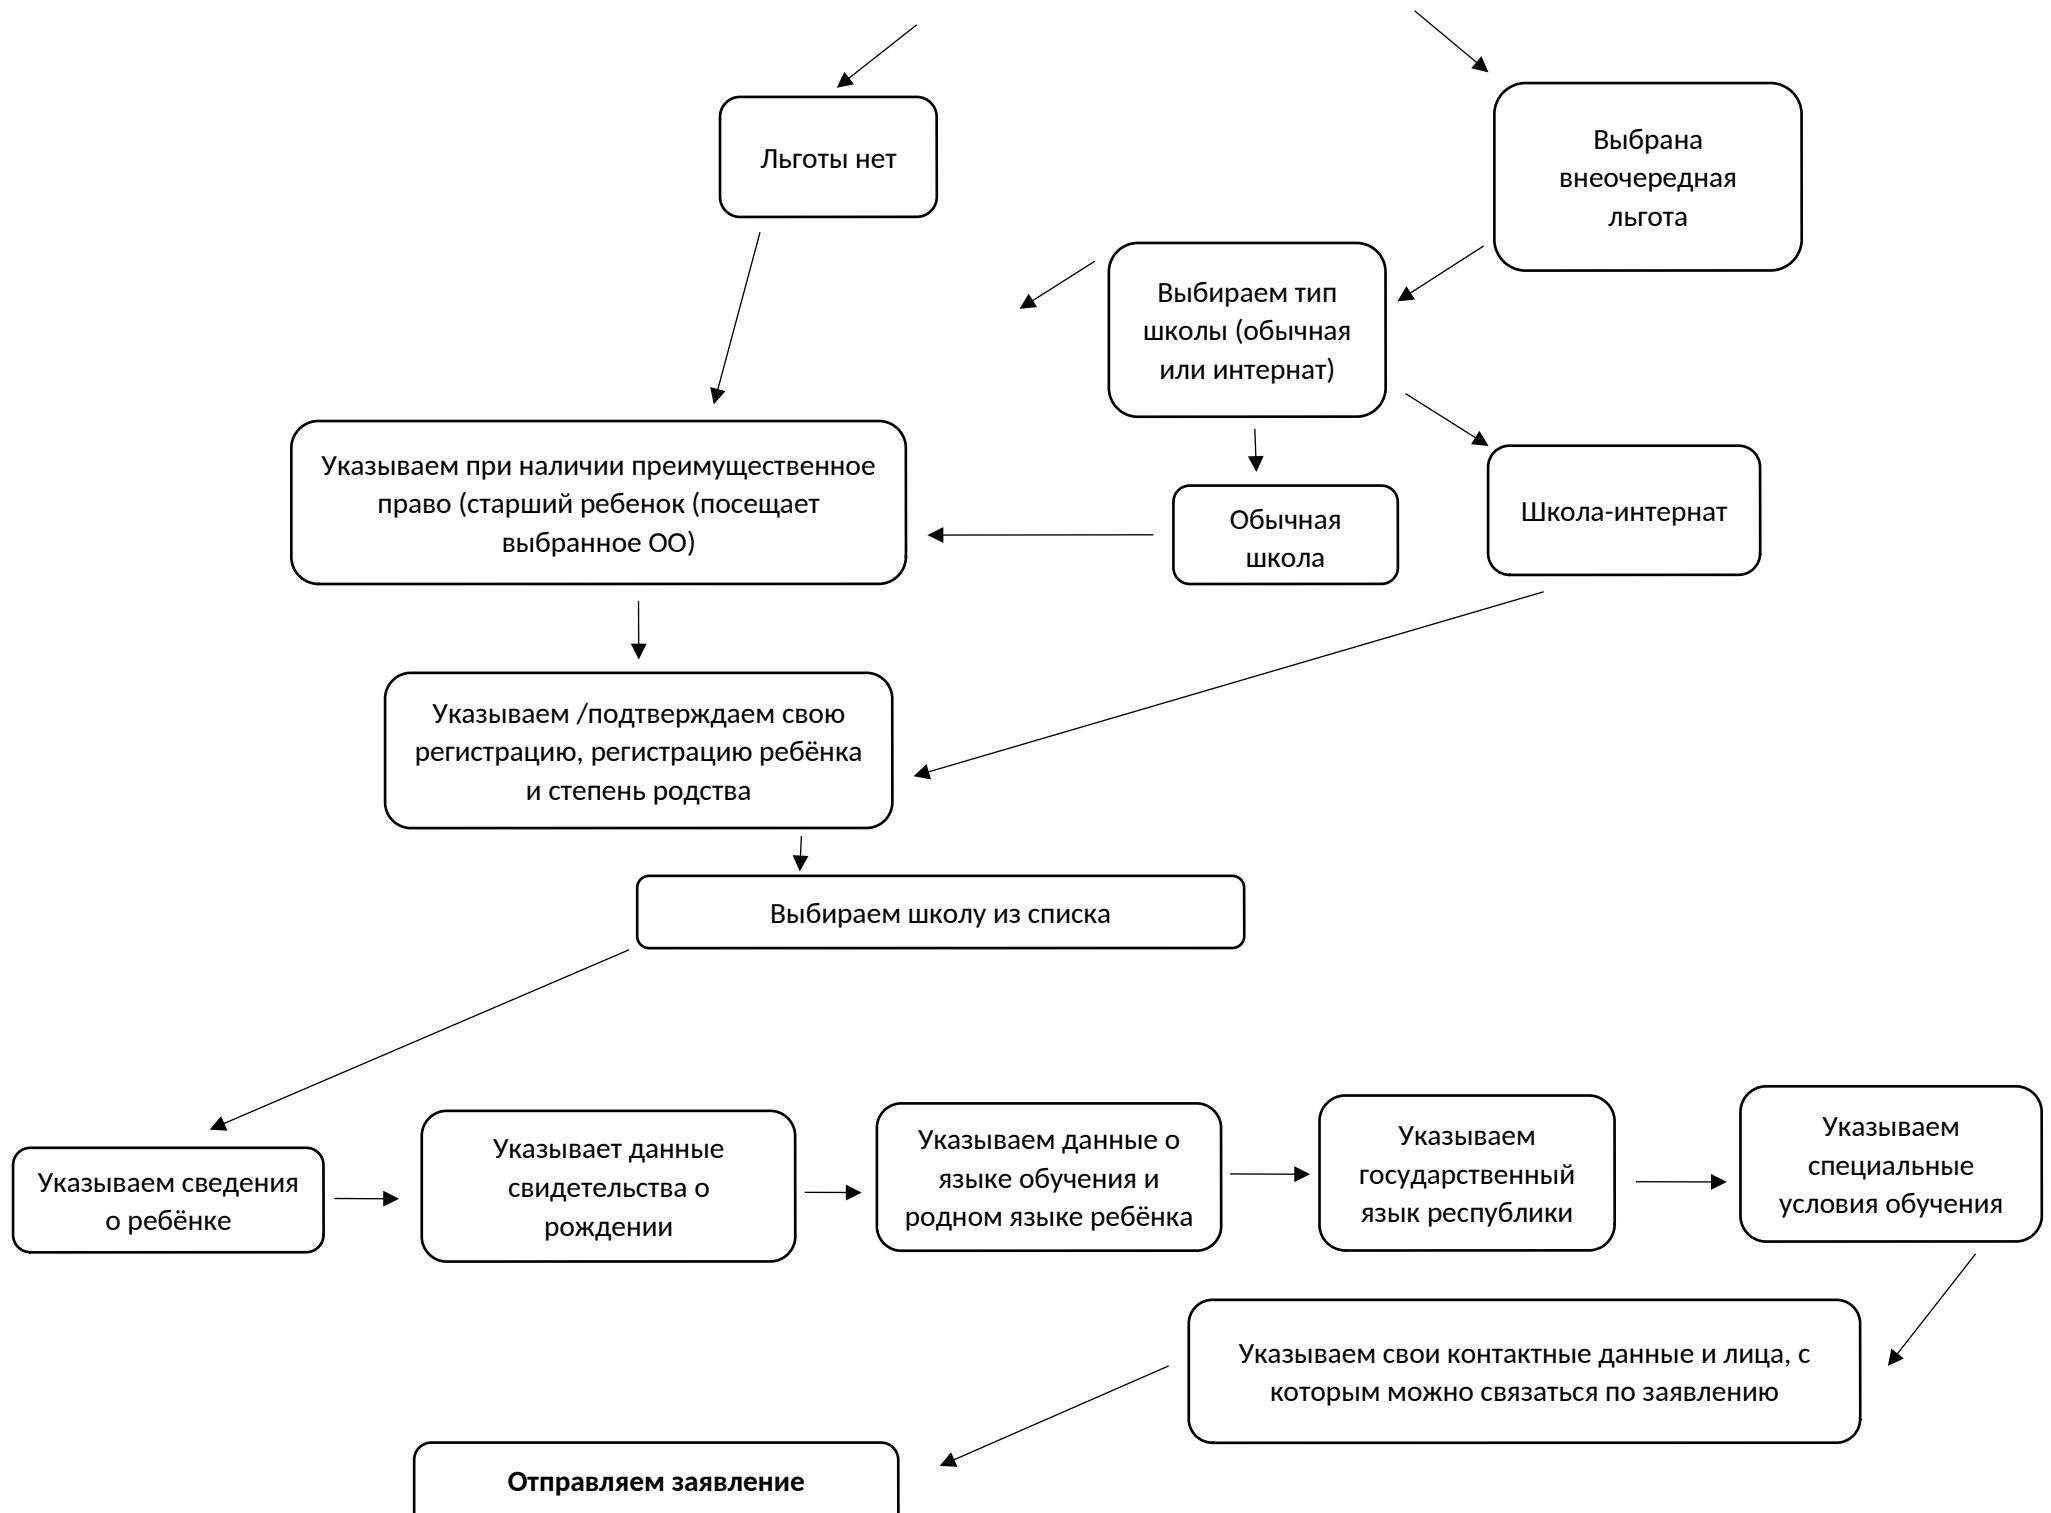 Льготы нет
Выбрана
внеочередная
льгота
Выбираем тип
школы (обычная
или интернат)
Указываем при наличии преимущественное
право (старший ребенок (посещает
выбранное ОО)
Обычная
школа
Школа-интернат
Указываем /подтверждаем свою
регистрацию, регистрацию ребёнка
и степень родства
Выбираем школу из списка
Указываем сведения
о ребёнке
Указывает данные
свидетельства о
рождении
Указываем данные о
языке обучения и
родном языке ребёнка
Указываем
государственный
язык республики
Указываем
специальные
условия обучения
Указываем свои контактные данные и лица, с
которым можно связаться по заявлению
Отправляем заявление